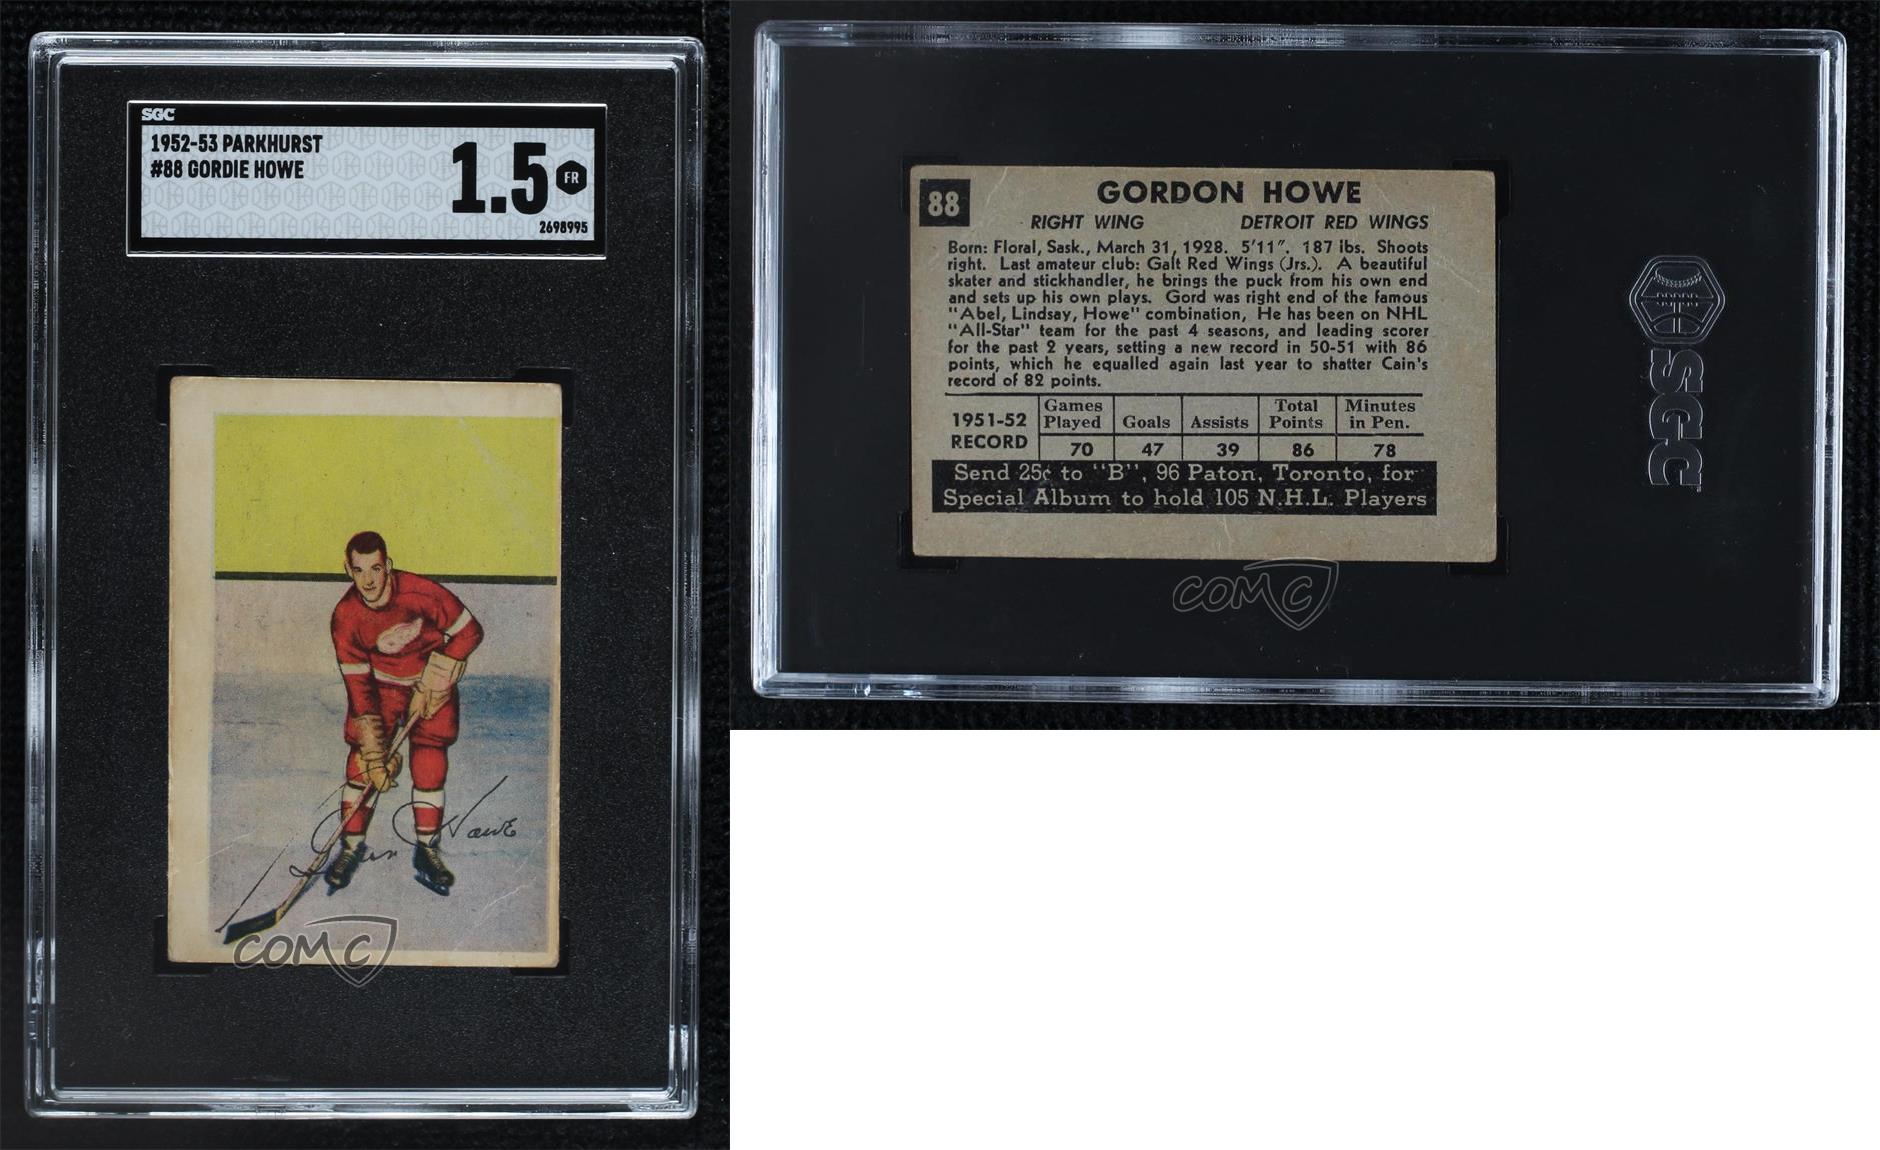 SGC
1952-53 PARKHURST
#88 GORDIE HOWE
1.5 FR
2698995
Gordon Howe
COMC
88
GORDON HOWE
RIGHT WING DETROIT RED WINGS
Born: Floral, Sask., March 31, 1928. 5'11". 187 lbs. Shoots
right. Last amateur club: Galt Red Wings (Jrs.). A beautiful
skater and stickhandler, he brings the puck from his own end
and sets up his own plays. Gord was right end of the famous
"Abel, Lindsay, Howe" combination, He has been on NHL
"All-Star" team for the past 4 seasons, and leading scorer
for the past 2 years, setting a new record in 50-51 with 86
points, which he equalled again last year to shatter Cain's
record of 82 points.
1951-52 RECORD
Games Played Goals Assists Total Points Minutes in Pen.
70 47 39 86 78
Send 25¢ to "B", 96 Paton, Toronto, for
Special Album to hold 105 N.H.L. Players
COMC
SGC